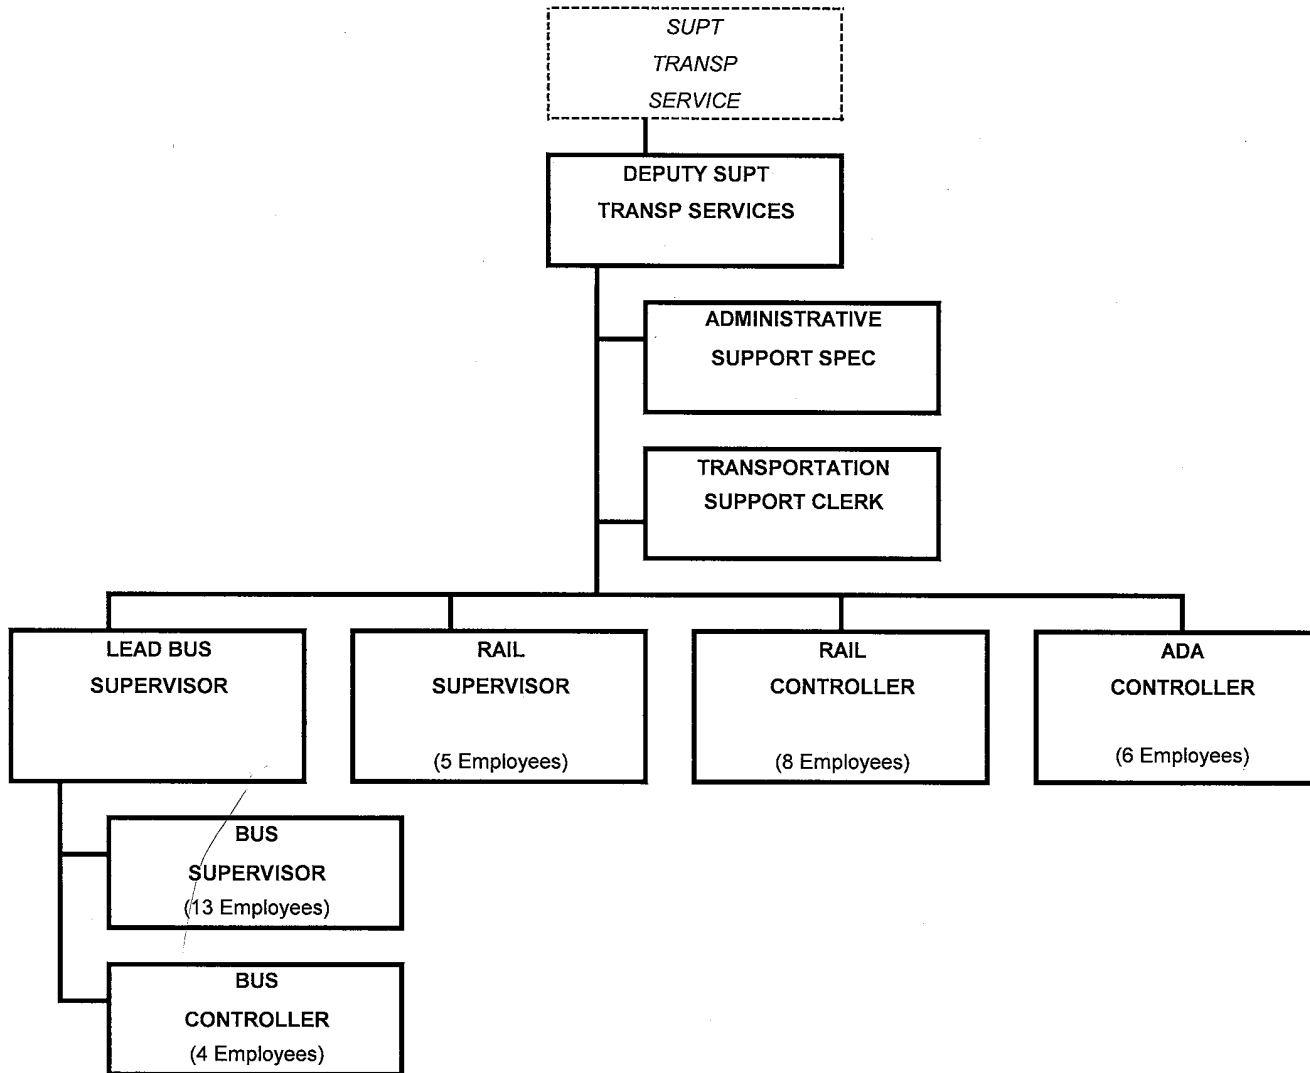 SUPT
TRANSP
SERVICE
DEPUTY SUPT
TRANSP SERVICES
ADMINISTRATIVE
SUPPORT SPEC
TRANSPORTATION
SUPPORT CLERK
LEAD BUS
SUPERVISOR
RAIL
SUPERVISOR
(5 Employees)
RAIL
CONTROLLER
(8 Employees)
ADA
CONTROLLER
(6 Employees)
BUS
SUPERVISOR
(13 Employees)
BUS
CONTROLLER
(4 Employees)